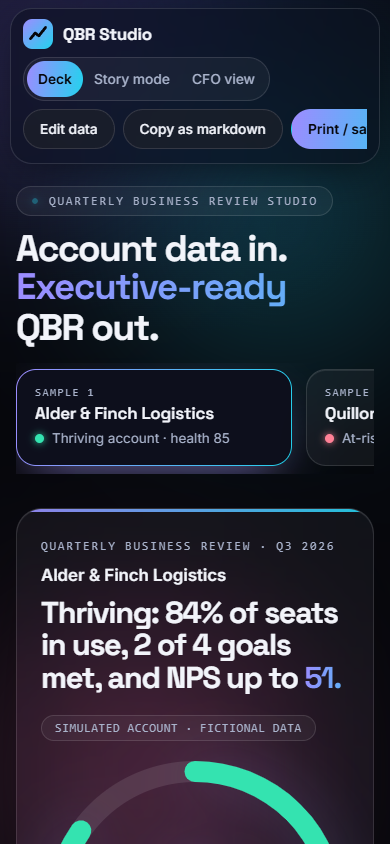 QBR Studio
Deck Story mode CFO view
Edit data Copy as markdown Print / sa
QUARTERLY BUSINESS REVIEW STUDIO
Account data in.
Executive-ready
QBR out.
SAMPLE 1
Alder & Finch Logistics
Thriving account · health 85
SAMPLE
Quillor
At-ris
QUARTERLY BUSINESS REVIEW · Q3 2026
Alder & Finch Logistics
Thriving: 84% of seats
in use, 2 of 4 goals
met, and NPS up to 51.
SIMULATED ACCOUNT · FICTIONAL DATA